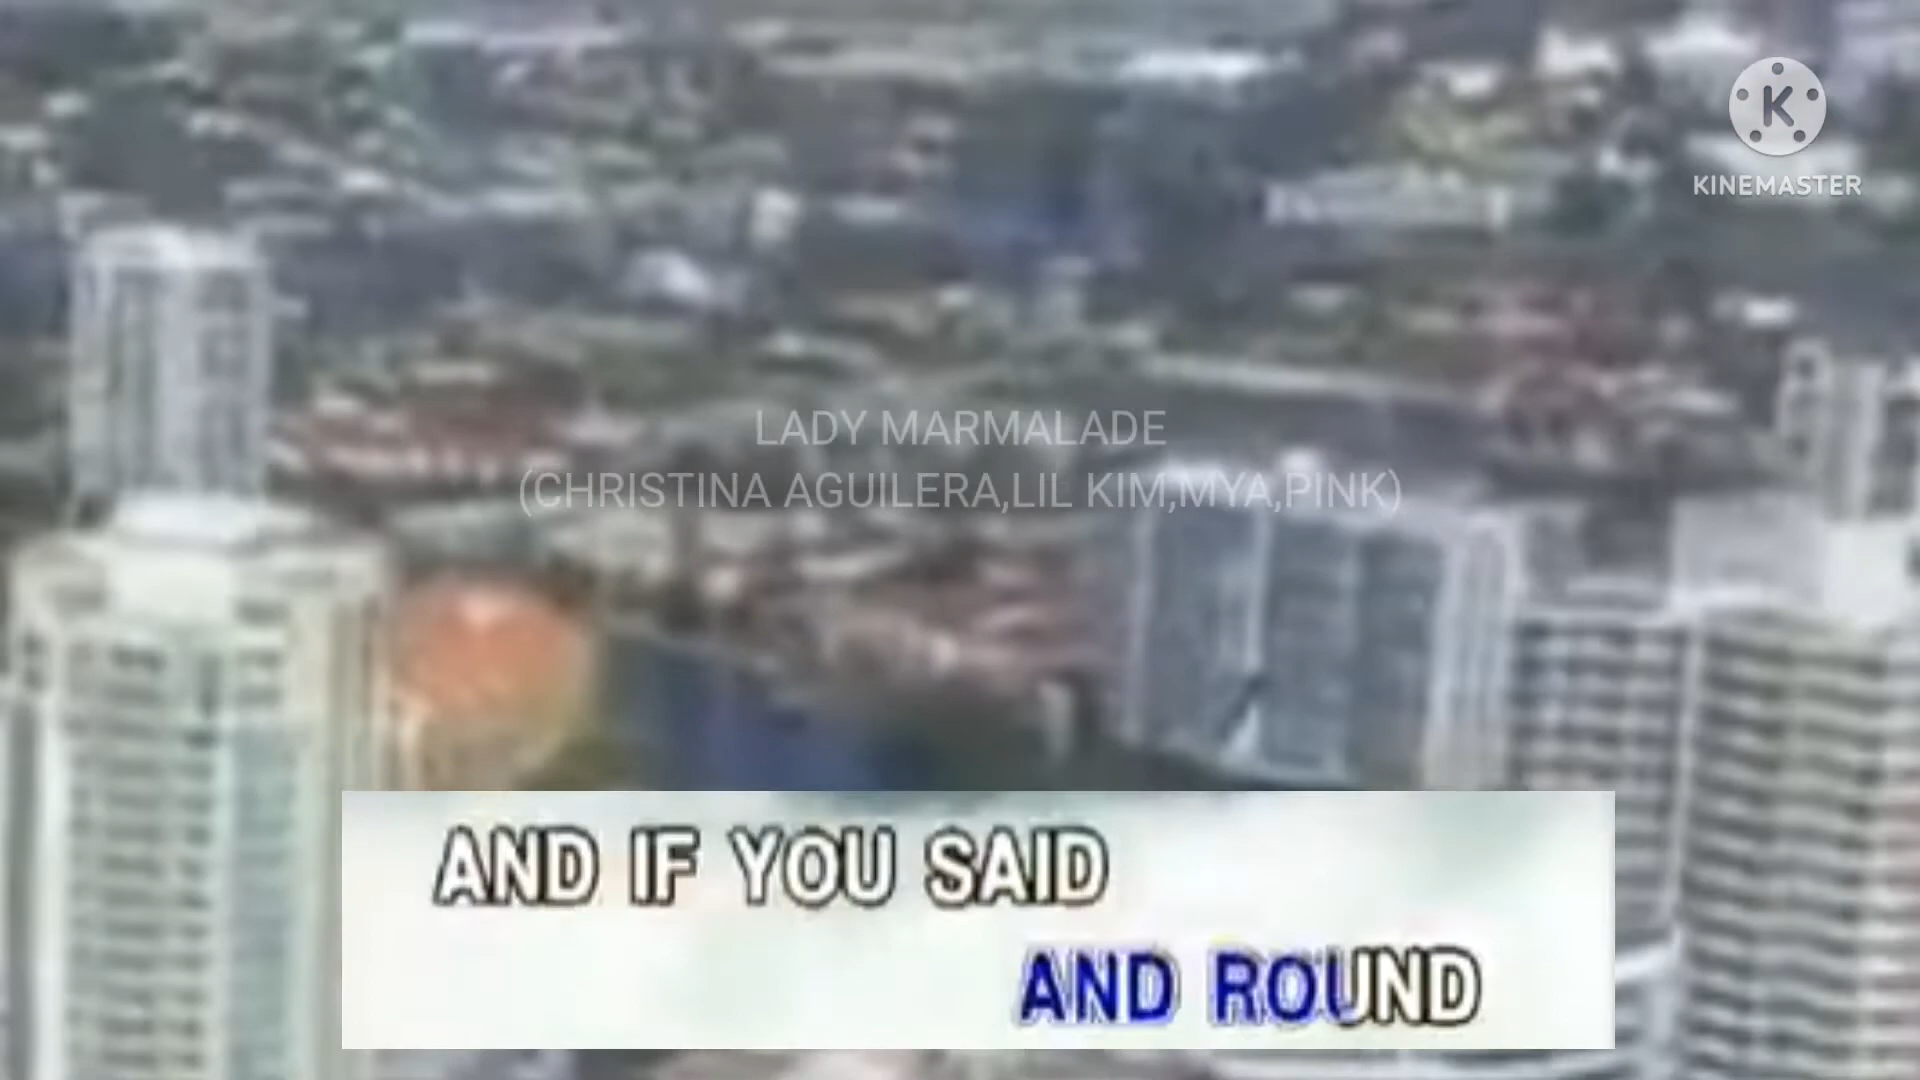 KINEMASTER
LADY MARMALADE
(CHRISTINA AGUILERA,LIL KIM,MYA,PINK)
AND IF YOU SAID
AND ROUND